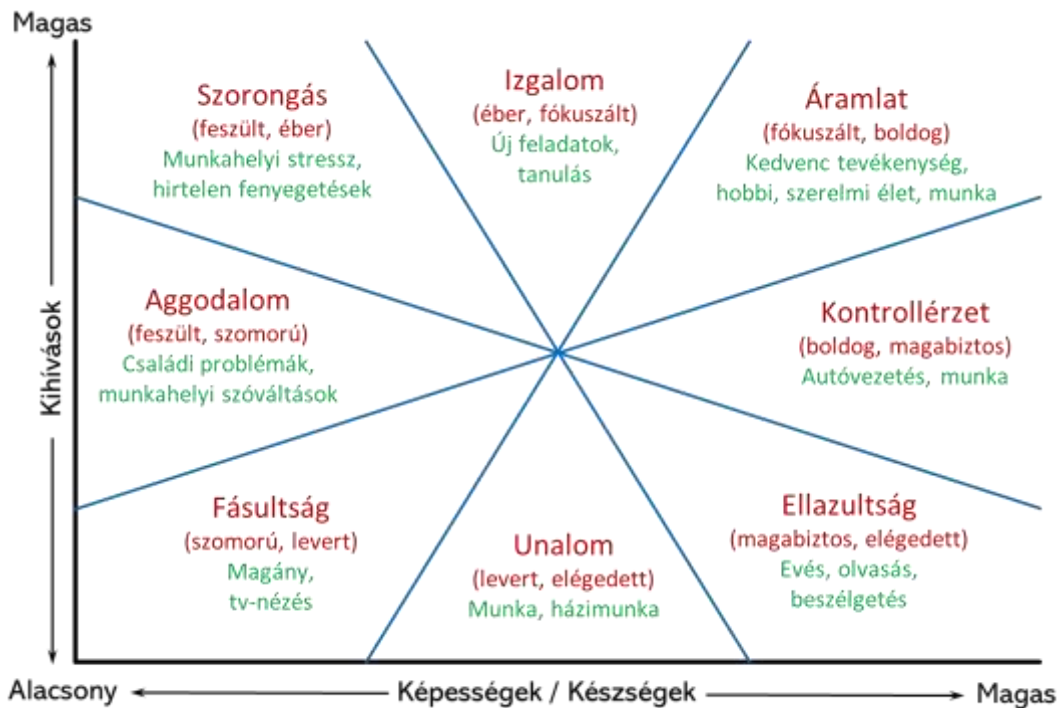 Magas
Szorongás
(feszült, éber)
Munkahelyi stressz,
hirtelen fenyegetések
Izgalom
(éber, fókuszált)
Új feladatok,
tanulás
Áramlat
(fókuszált, boldog)
Kedvenc tevékenység,
hobbi, szerelmi élet, munka
Kihívások
Aggodalom
(feszült, szomorú)
Családi problémák,
munkahelyi szóváltások
Kontrollérzet
(boldog, magabiztos)
Autóvezetés, munka
Fásultság
(szomorú, levert)
Magány,
tv-nézés
Unalom
(levert, elégedett)
Munka, házimunka
Ellazultság
(magabiztos, elégedett)
Evés, olvasás,
beszélgetés
Alacsony
Képességek / Készségek
Magas